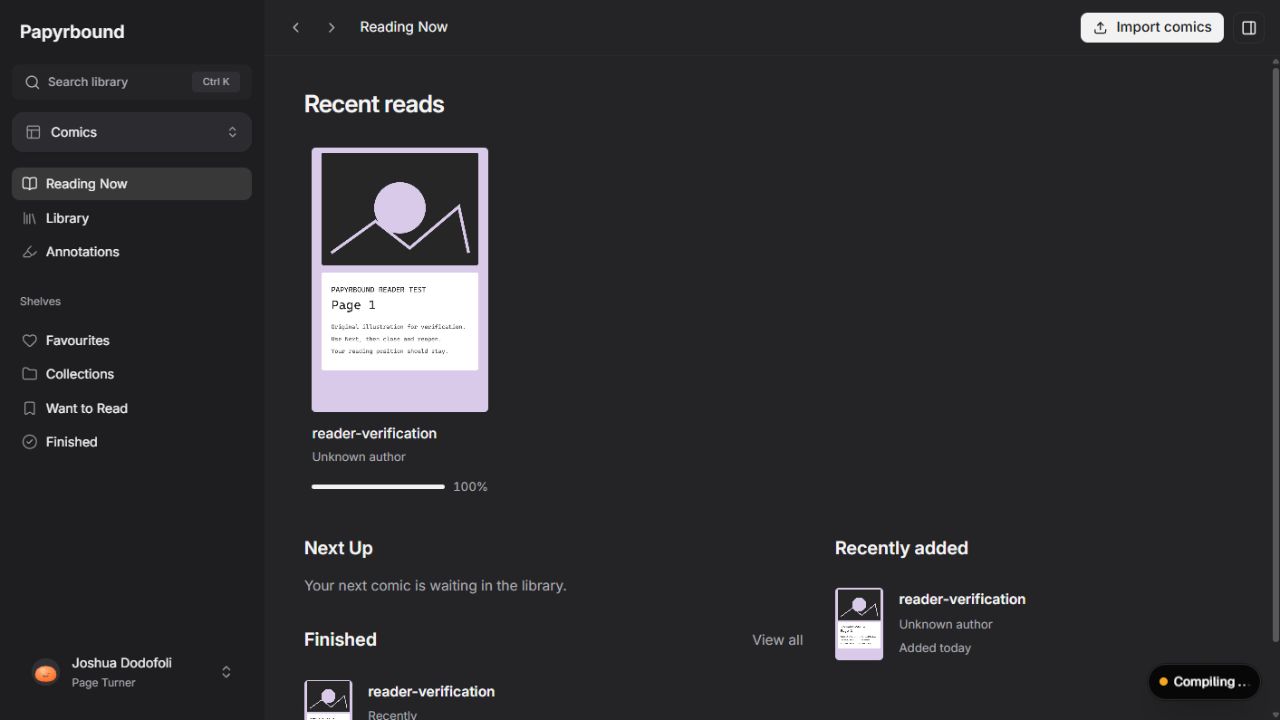 Papyrbound
Search library
Ctrl K
Comics
Reading Now
Library
Annotations
Shelves
Favourites
Collections
Want to Read
Finished
Joshua Dodofoli
Page Turner
Reading Now
Import comics
Recent reads
PAPYRBOUND READER TEST
Page 1
Original illustration for verification.
Use Next, then close and reopen.
Your reading position should stay.
reader-verification
Unknown author
100%
Next Up
Your next comic is waiting in the library.
Finished
View all
reader-verification
Recently
Recently added
reader-verification
Unknown author
Added today
Compiling ...